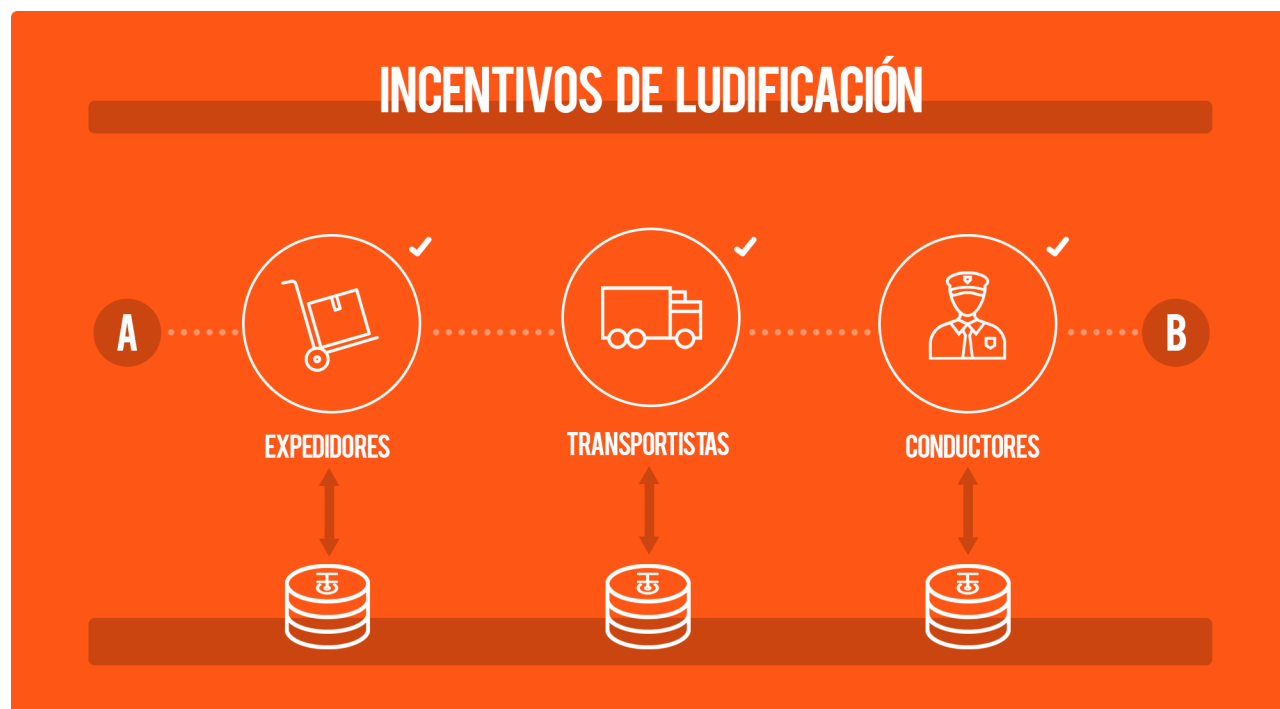 INCENTIVOS DE LUDIFICACIÓN
A
B
EXPEDIDORES
TRANSPORTISTAS
CONDUCTORES